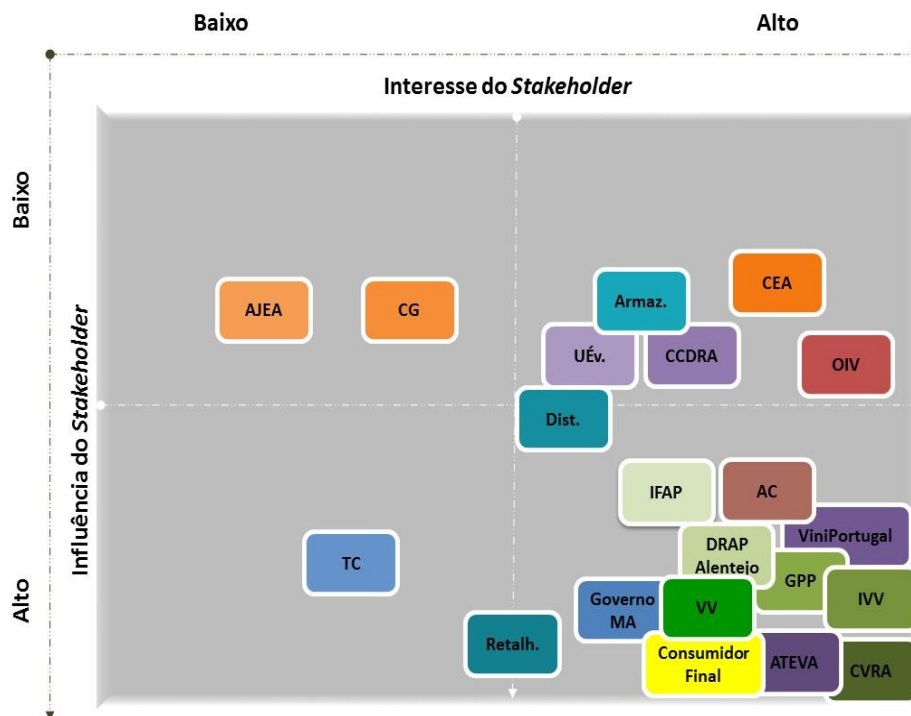 Baixo
Alto
Interesse do Stakeholder
Baixo
Influência do Stakeholder
Alto
AJEA
CG
Armaz.
CEA
UÉv.
CCDRA
OIV
Dist.
IFAP
AC
ViniPortugal
DRAP
Alentejo
TC
GPP
IVV
Governo
MA
VV
Retalh.
Consumidor
Final
ATEVA
CVRA